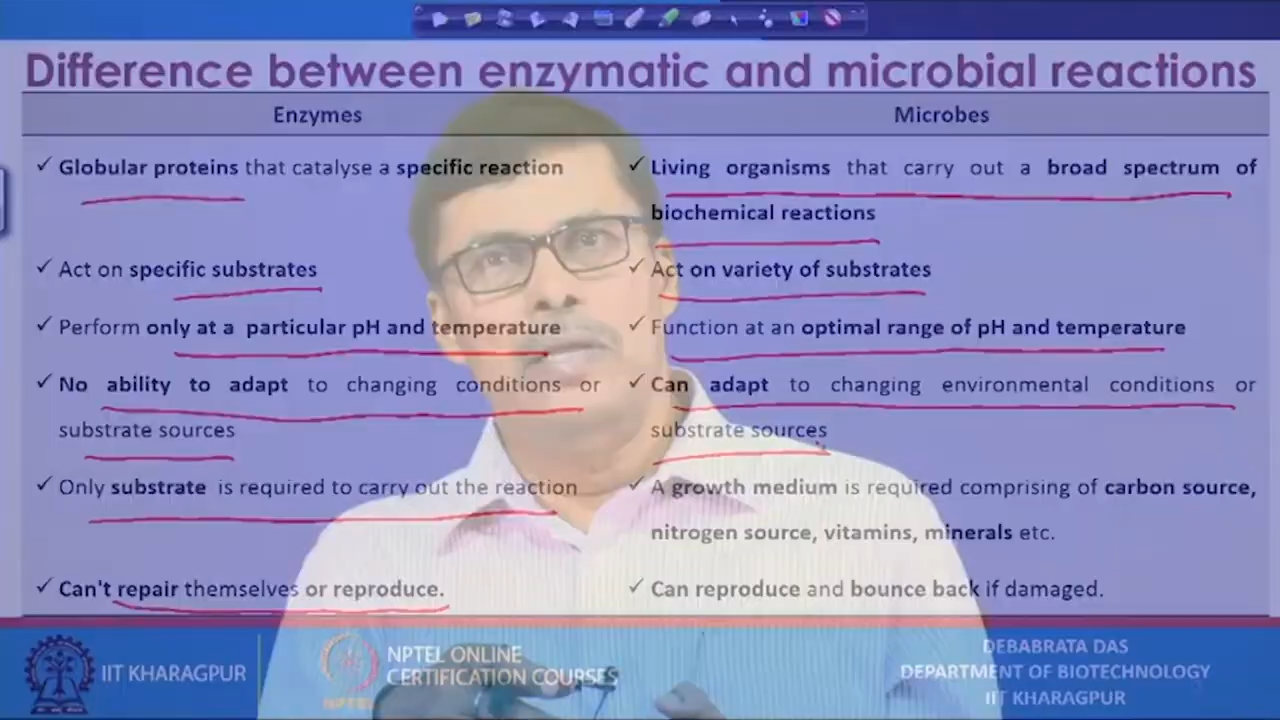 Difference between enzymatic and microbial reactions
Enzymes
Microbes
✓ Globular proteins that catalyse a specific reaction
✓ Living organisms that carry out a broad spectrum of
biochemical reactions
✓ Act on specific substrates
✓ Act on variety of substrates
✓ Perform only at a particular pH and temperature
✓ Function at an optimal range of pH and temperature
✓ No ability to adapt to changing conditions or
substrate sources
✓ Can adapt to changing environmental conditions or
substrate sources
✓ Only substrate is required to carry out the reaction
✓ A growth medium is required comprising of carbon source,
nitrogen source, vitamins, minerals etc.
✓ Can't repair themselves or reproduce.
✓ Can reproduce and bounce back if damaged.
IIT KHARAGPUR
NPTEL ONLINE
CERTIFICATION COURSES
NPTEL
DEBABRATA DAS
DEPARTMENT OF BIOTECHNOLOGY
IIT KHARAGPUR